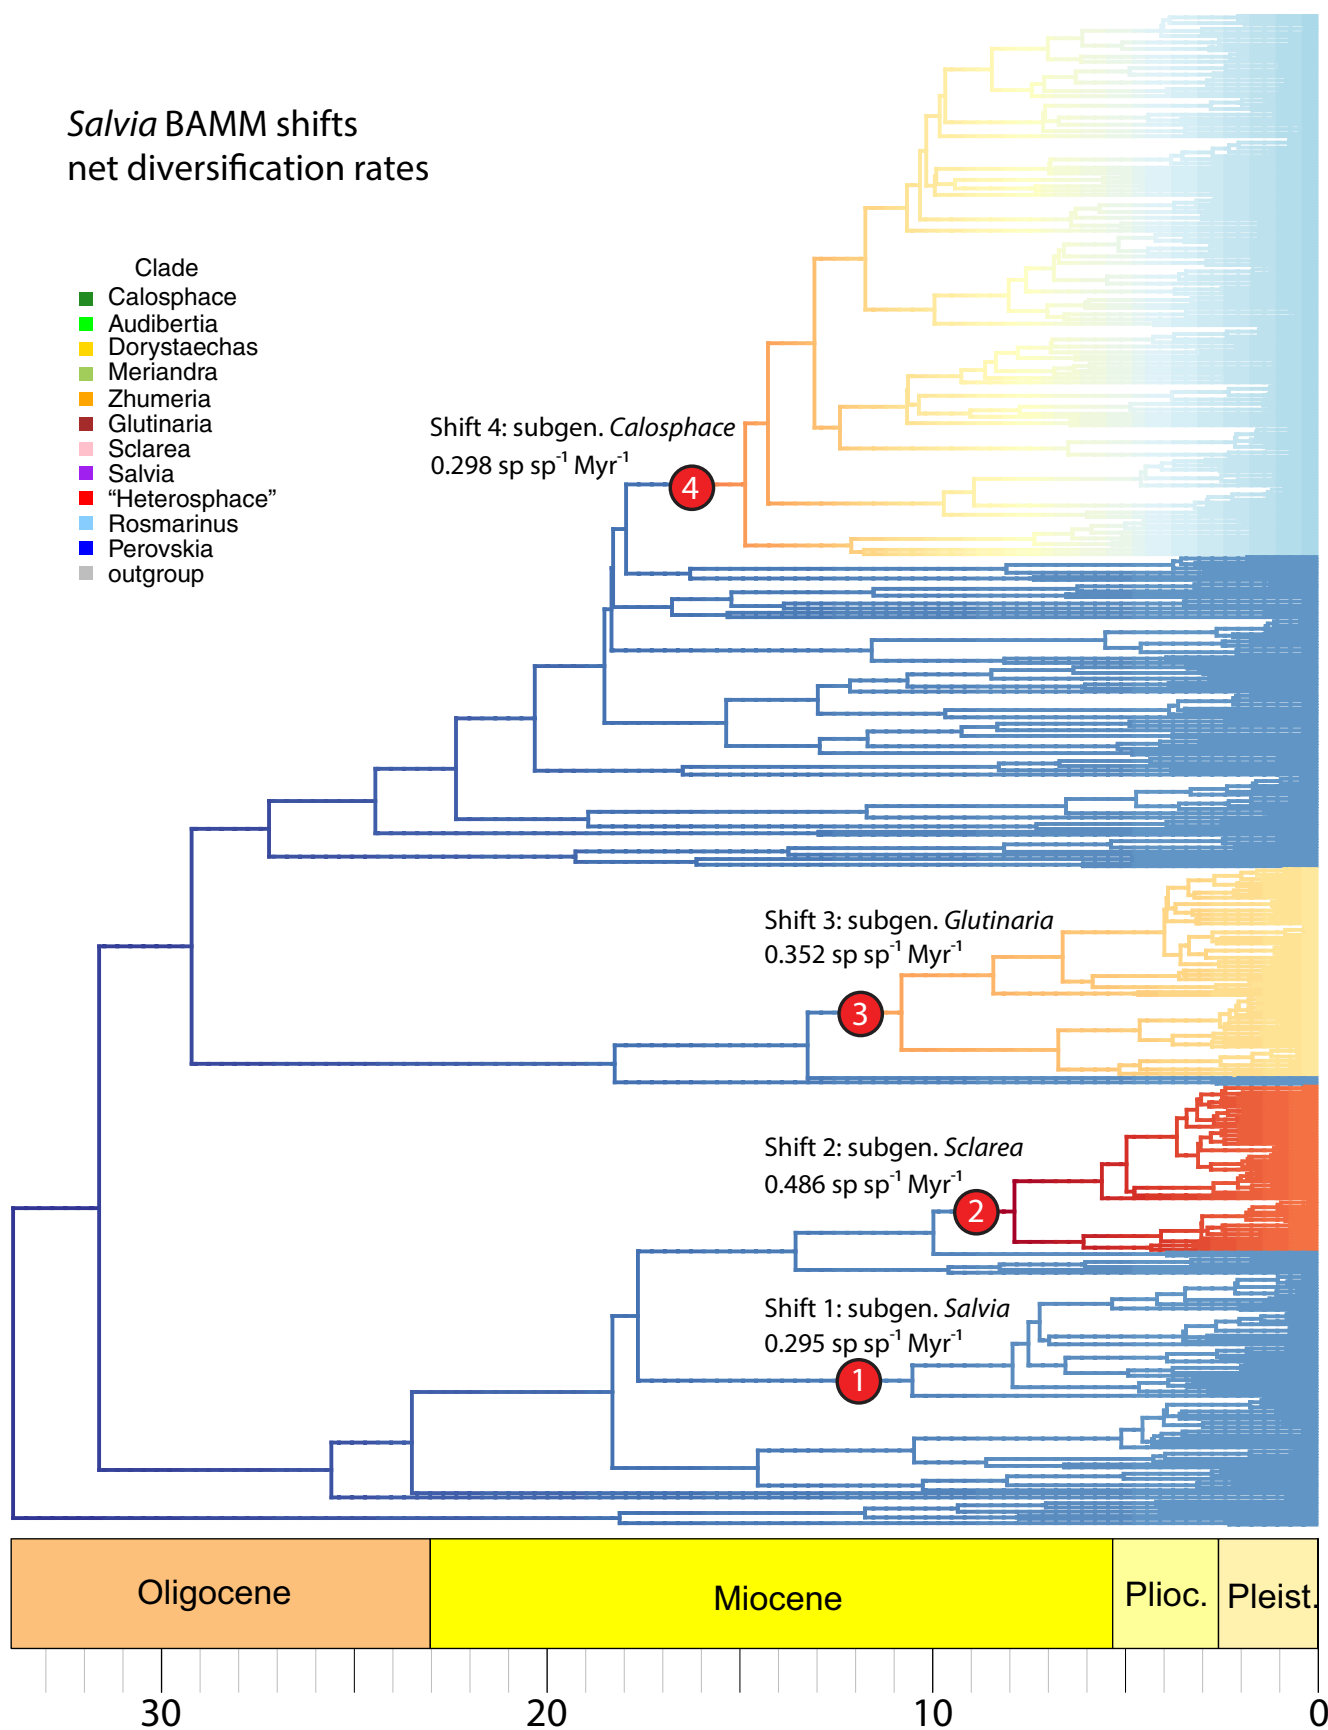 Salvia BAMM shifts
net diversification rates
Clade
Calosphace
Audibertia
Dorystaechas
Meriandra
Zhumeria
Glutinaria
Sclarea
Salvia
“Heterosphace”
Rosmarinus
Perovskia
outgroup
Shift 4: subgen. Calosphace
0.298 sp sp⁻¹ Myr⁻¹
4
Shift 3: subgen. Glutinaria
0.352 sp sp⁻¹ Myr⁻¹
3
Shift 2: subgen. Sclarea
0.486 sp sp⁻¹ Myr⁻¹
2
Shift 1: subgen. Salvia
0.295 sp sp⁻¹ Myr⁻¹
1
Oligocene Miocene Plioc. Pleist.
30 20 10 0